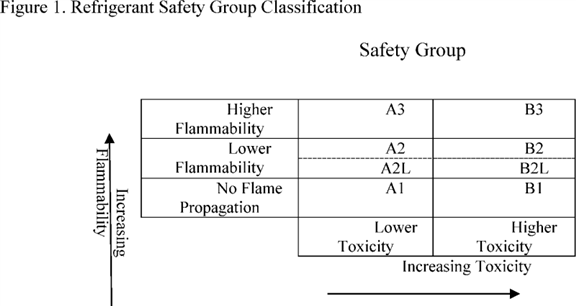 Figure 1. Refrigerant Safety Group Classification
Safety Group
Higher Flammability A3 B3
Lower Flammability A2 B2
A2L B2L
No Flame Propagation A1 B1
Lower Toxicity Higher Toxicity
Increasing Toxicity
Increasing
Flammability